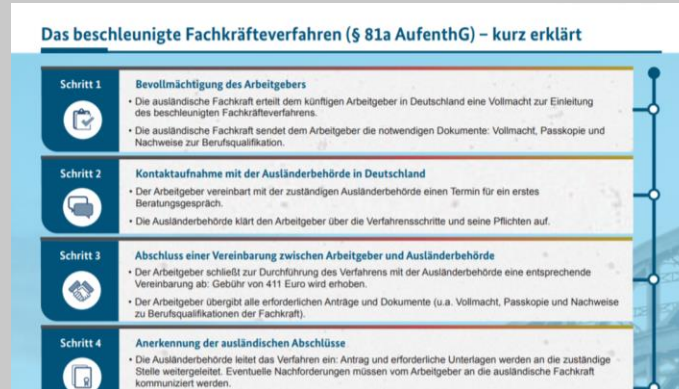 Das beschleunigte Fachkräfteverfahren (§ 81a AufenthG) – kurz erklärt
Schritt 1
Bevollmächtigung des Arbeitgebers
• Die ausländische Fachkraft erteilt dem künftigen Arbeitgeber in Deutschland eine Vollmacht zur Einleitung
des beschleunigten Fachkräfteverfahrens.
• Die ausländische Fachkraft sendet dem Arbeitgeber die notwendigen Dokumente: Vollmacht, Passkopie und
Nachweise zur Berufsqualifikation.
Schritt 2
Kontaktaufnahme mit der Ausländerbehörde in Deutschland
• Der Arbeitgeber vereinbart mit der zuständigen Ausländerbehörde einen Termin für ein erstes
Beratungsgespräch.
• Die Ausländerbehörde klärt den Arbeitgeber über die Verfahrensschritte und seine Pflichten auf.
Schritt 3
Abschluss einer Vereinbarung zwischen Arbeitgeber und Ausländerbehörde
• Der Arbeitgeber schließt zur Durchführung des Verfahrens mit der Ausländerbehörde eine entsprechende
Vereinbarung ab: Gebühr von 411 Euro wird erhoben.
• Der Arbeitgeber übergibt alle erforderlichen Anträge und Dokumente (u.a. Vollmacht, Passkopie und Nachweise
zu Berufsqualifikationen der Fachkraft).
Schritt 4
Anerkennung der ausländischen Abschlüsse
• Die Ausländerbehörde leitet das Verfahren ein: Antrag und erforderliche Unterlagen werden an die zuständige
Stelle weitergeleitet. Eventuelle Nachforderungen müssen vom Arbeitgeber an die ausländische Fachkraft
kommuniziert werden.